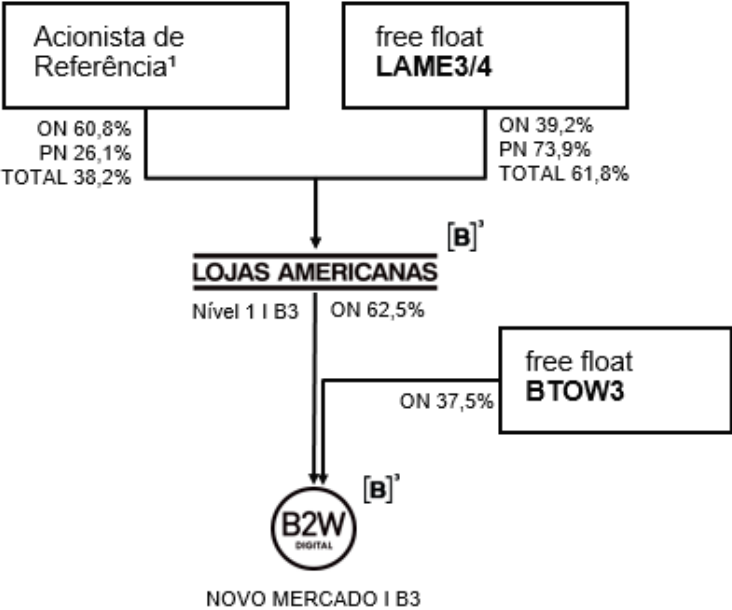 Acionista de
Referência¹
free float
LAME3/4
ON 60,8%
PN 26,1%
TOTAL 38,2%
ON 39,2%
PN 73,9%
TOTAL 61,8%
[B]³
LOJAS AMERICANAS
Nível 1 I B3
ON 62,5%
free float
BTOW3
ON 37,5%
[B]³
B2W
DIGITAL
NOVO MERCADO I B3